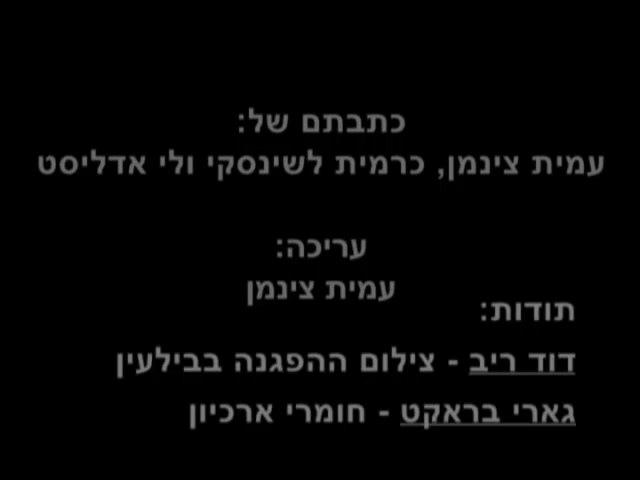 כתבתם של:
עמית צינמן, כרמית לשינסקי ולי אדליסט
עריכה:
עמית צינמן
תודות:
דוד ריב - צילום ההפגנה בבילעין
גארי בראקט - חומרי ארכיון